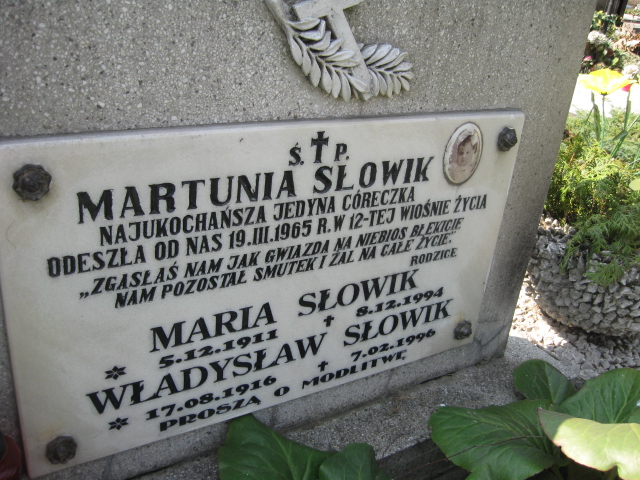 Ś. † P.
MARTUNIA SŁOWIK
NAJUKOCHAŃSZA JEDYNA CÓRECZKA
ODESZŁA OD NAS 19.III.1965 R. W 12-TEJ WIOŚNIE ŻYCIA
„ZGASŁAŚ NAM JAK GWIAZDA NA NIEBIOS BŁĘKICIE
NAM POZOSTAŁ SMUTEK I ŻAL NA CAŁE ŻYCIE."
RODZICE
MARIA SŁOWIK
* 5.12.1911 † 8.12.1994
WŁADYSŁAW SŁOWIK
* 17.08.1916 † 7.02.1996
PROSZĄ O MODLITWĘ